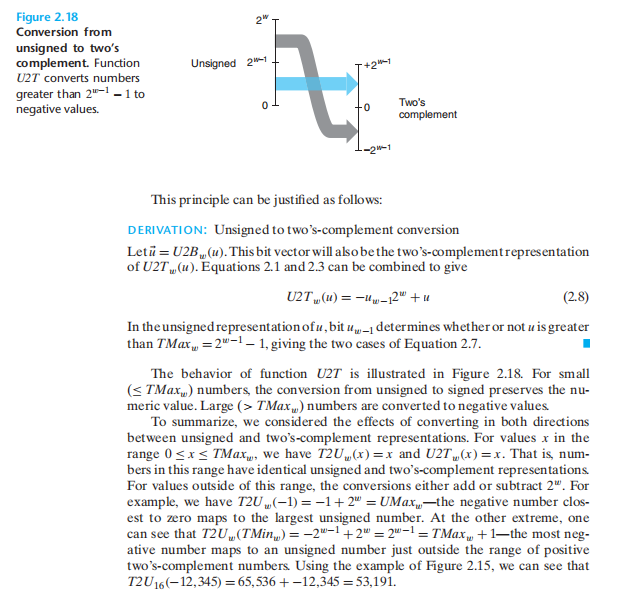 Figure 2.18
Conversion from
unsigned to two's
complement. Function
U2T converts numbers
greater than 2^{w−1} − 1 to
negative values.
2^w
Unsigned 2^{w−1}
0
+2^{w−1}
0
Two's
complement
−2^{w−1}
This principle can be justified as follows:
DERIVATION: Unsigned to two's-complement conversion
Let u⃗ = U2B_w(u). This bit vector will also be the two's-complement representation
of U2T_w(u). Equations 2.1 and 2.3 can be combined to give
U2T_w(u) = −u_{w−1}2^w + u (2.8)
In the unsigned representation of u, bit u_{w−1} determines whether or not u is greater
than TMax_w = 2^{w−1} − 1, giving the two cases of Equation 2.7.
The behavior of function U2T is illustrated in Figure 2.18. For small
(≤ TMax_w) numbers, the conversion from unsigned to signed preserves the nu-
meric value. Large (> TMax_w) numbers are converted to negative values.
To summarize, we considered the effects of converting in both directions
between unsigned and two's-complement representations. For values x in the
range 0 ≤ x ≤ TMax_w, we have T2U_w(x) = x and U2T_w(x) = x. That is, num-
bers in this range have identical unsigned and two's-complement representations.
For values outside of this range, the conversions either add or subtract 2^w. For
example, we have T2U_w(−1) = −1 + 2^w = UMax_w—the negative number clos-
est to zero maps to the largest unsigned number. At the other extreme, one
can see that T2U_w(TMin_w) = −2^{w−1} + 2^w = 2^{w−1} = TMax_w + 1—the most neg-
ative number maps to an unsigned number just outside the range of positive
two's-complement numbers. Using the example of Figure 2.15, we can see that
T2U_{16}(−12,345) = 65,536 + −12,345 = 53,191.